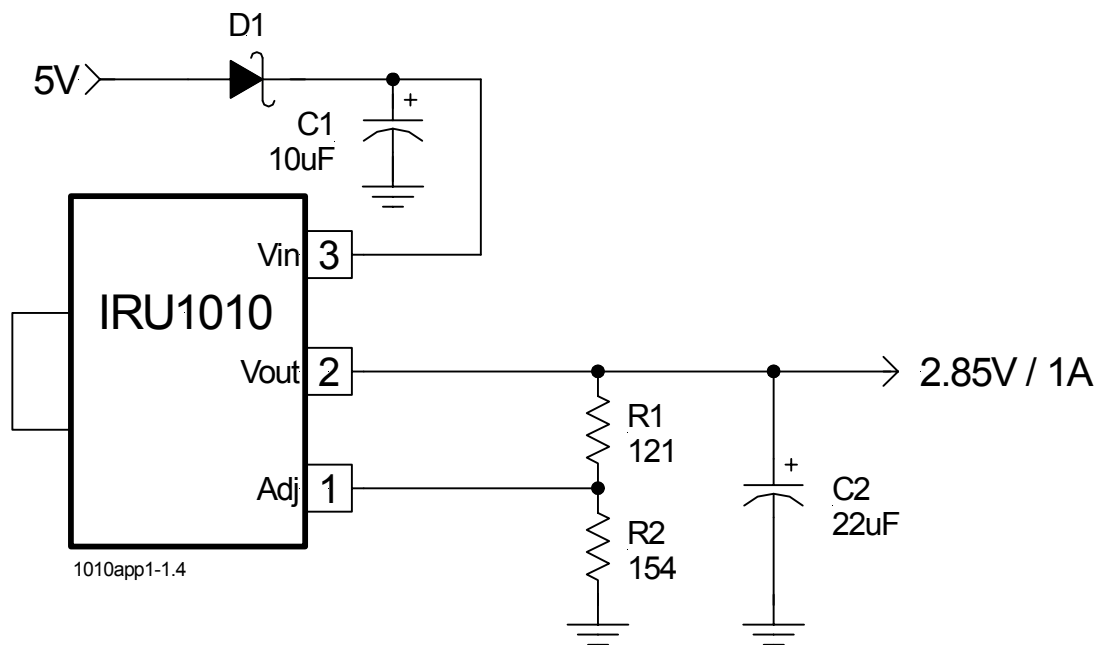 D1
5V
+
C1
10uF
Vin 3
IRU1010
Vout 2
2.85V / 1A
R1
121
+
Adj 1
C2
22uF
R2
154
1010app1-1.4